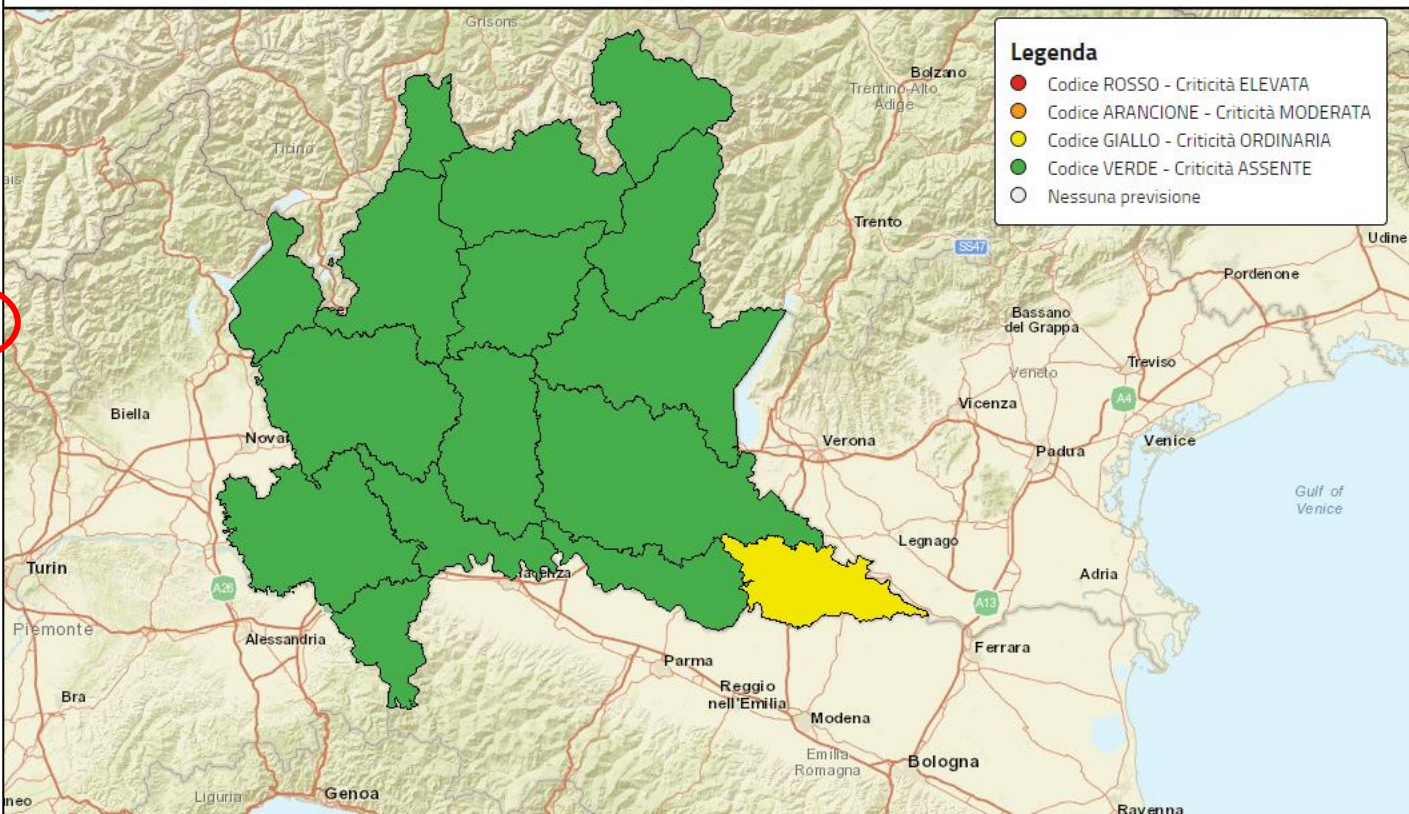 Grisons
Legenda
Codice ROSSO - Criticità ELEVATA
Codice ARANCIONE - Criticità MODERATA
Codice GIALLO - Criticità ORDINARIA
Codice VERDE - Criticità ASSENTE
Nessuna previsione
Bolzano
Trentino-Alto
Adige
Ticino
Trento
SS47
Udine
Pordenone
Bassano
del Grappa
Treviso
Veneto
A4
Biella
Vicenza
Verona
Venice
Novar
Padua
Gulf of
Venice
Legnago
Turin
Adria
A26
A13
Piemonte
Alessandria
Ferrara
Parma
Bra
Reggio
nell'Emilia
Modena
Emilia
Romagna
Bologna
Liguria
Genoa
Ravenna